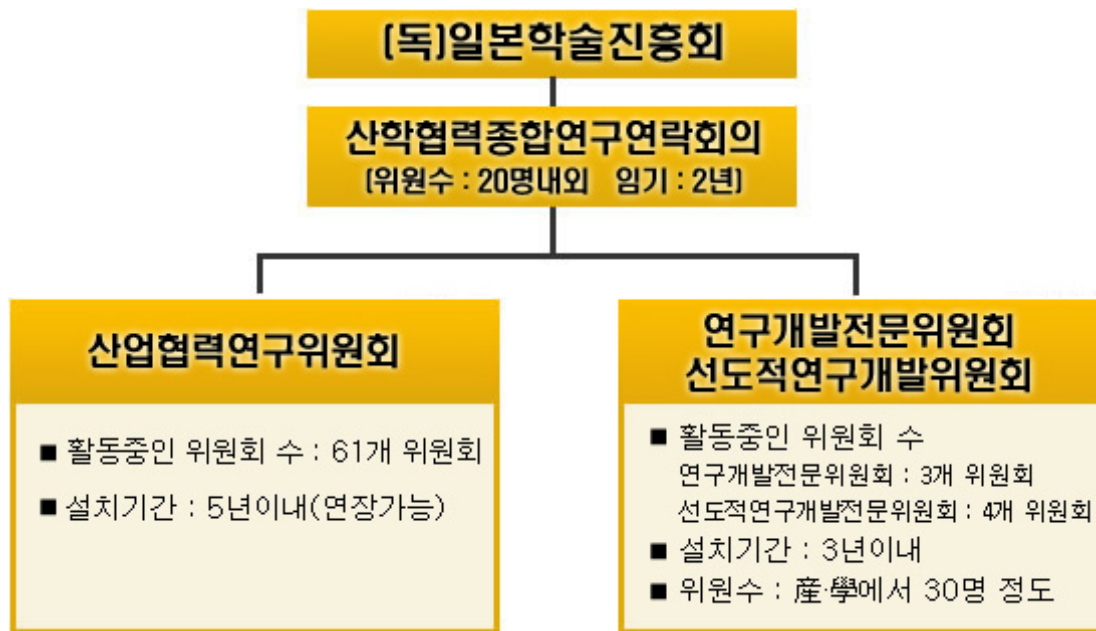 (독)일본학술진흥회
산학협력종합연구연락회의
(위원수 : 20명내외 임기 : 2년)
산업협력연구위원회
■ 활동중인 위원회 수 : 61개 위원회
■ 설치기간 : 5년이내(연장가능)
연구개발전문위원회
선도적연구개발위원회
■ 활동중인 위원회 수
연구개발전문위원회 : 3개 위원회
선도적연구개발전문위원회 : 4개 위원회
■ 설치기간 : 3년이내
■ 위원수 : 産·學에서 30명 정도